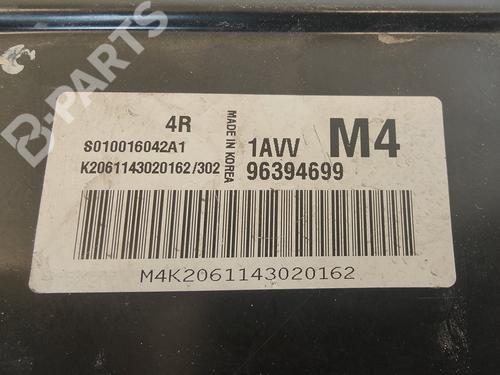 B-PARTS
4R
MADE IN KOREA
1AVV
M4
S010016042A1
K2061143020162/302
96394699
M4K2061143020162